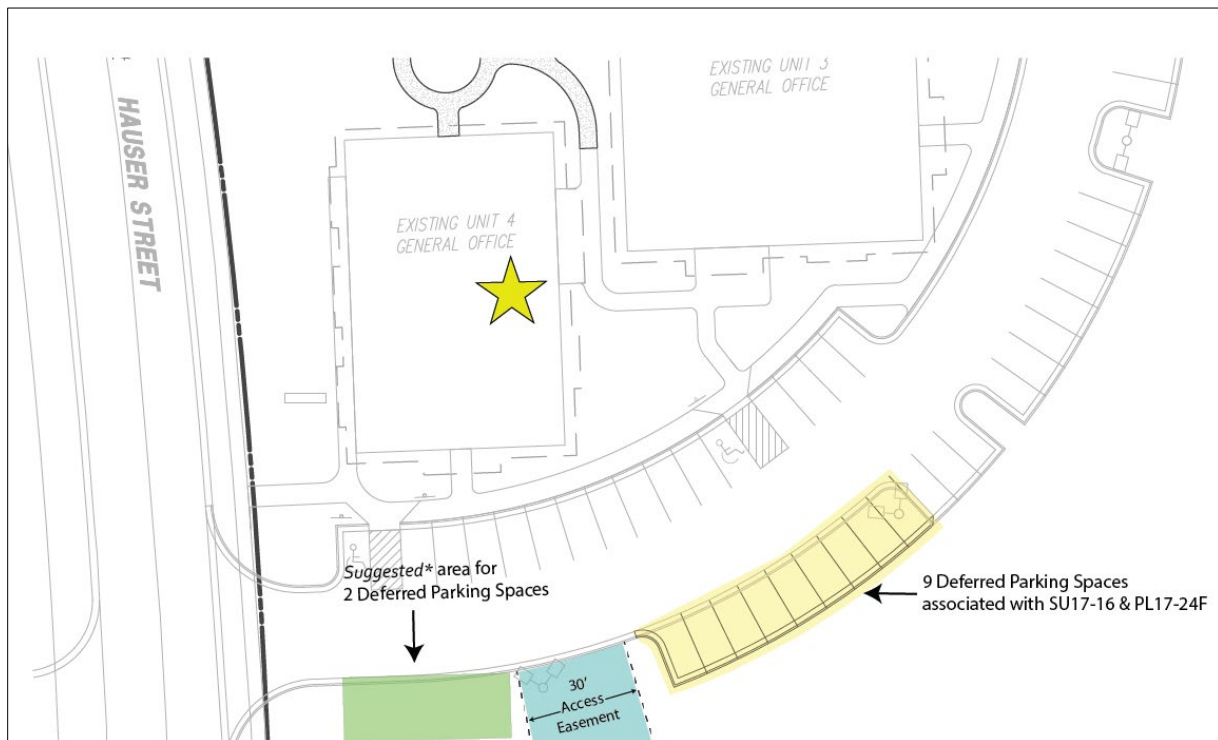 EXISTING UNIT 3
GENERAL OFFICE
HAUSER STREET
EXISTING UNIT 4
GENERAL OFFICE
Suggested* area for
2 Deferred Parking Spaces
9 Deferred Parking Spaces
associated with SU17-16 & PL17-24F
30'
Access
Easement